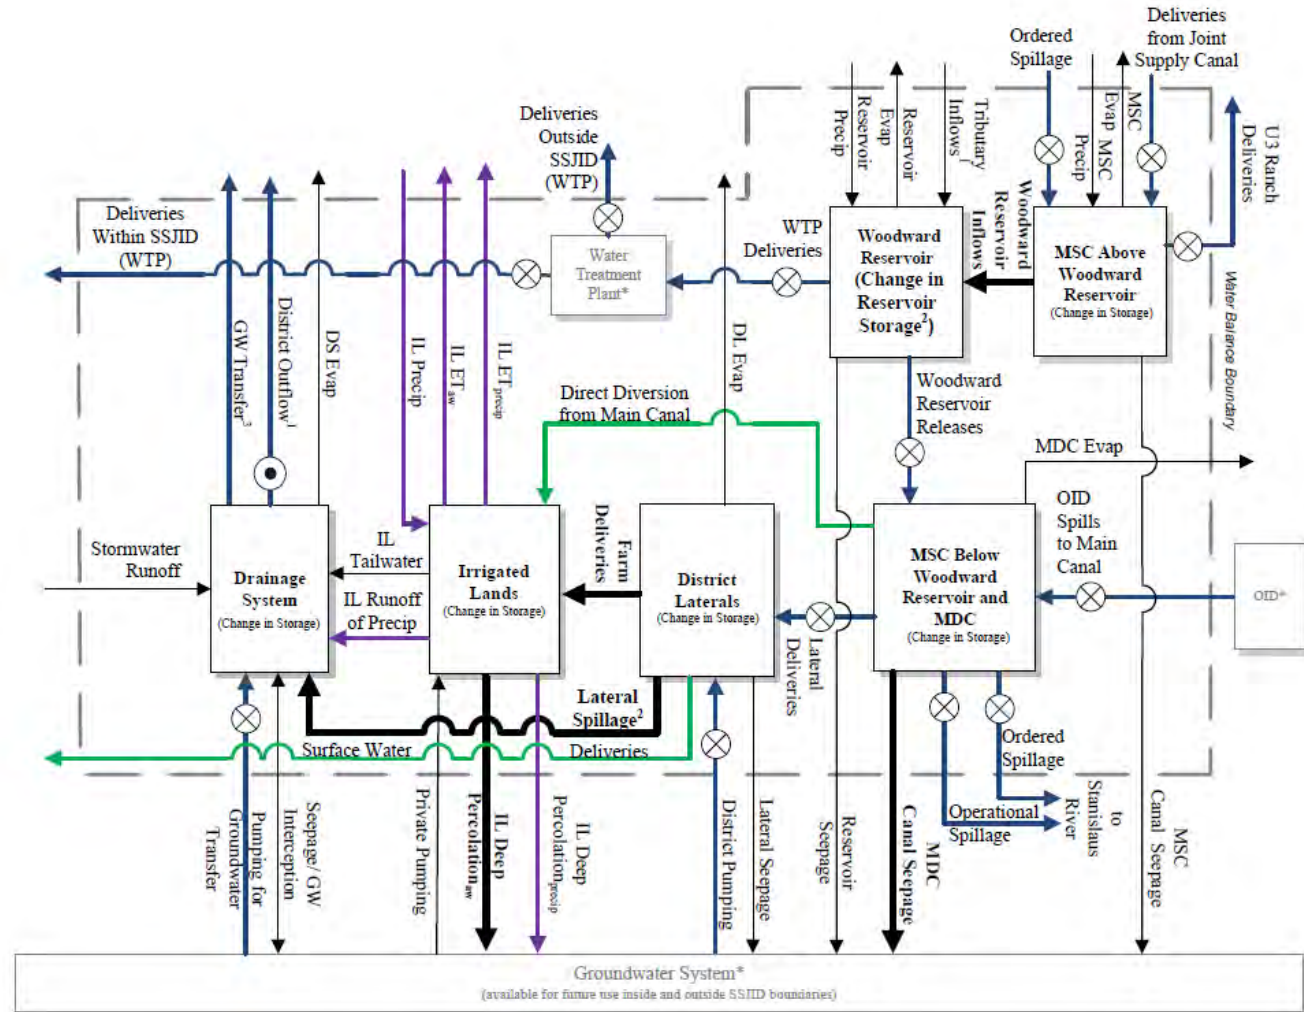 Ordered
Spillage
Deliveries
from Joint
Supply Canal
Reservoir
Precip
Reservoir
Evap
Tributary
Inflows¹
MSC
Precip
MSC
Evap
U3 Ranch
Deliveries
Deliveries
Outside
SSJID
(WTP)
Deliveries
Within SSJID
(WTP)
Water
Treatment
Plant*
WTP
Deliveries
Woodward
Reservoir
(Change in
Reservoir
Storage²)
Woodward
Reservoir
Inflows
MSC Above
Woodward
Reservoir
(Change in Storage)
Water Balance Boundary
GW Transfer³
District Outflow¹
DS Evap
IL Precip
IL ETaw
IL ETprecip
DL Evap
Direct Diversion
from Main Canal
Woodward
Reservoir
Releases
MDC Evap
OID
Spills
to Main
Canal
OID*
Stormwater
Runoff
Drainage
System
(Change in Storage)
IL
Tailwater
IL Runoff
of Precip
Irrigated
Lands
(Change in Storage)
Farm
Deliveries
District
Laterals
(Change in Storage)
Lateral
Deliveries
MSC Below
Woodward
Reservoir and
MDC
(Change in Storage)
Lateral
Spillage²
Surface Water
Deliveries
Ordered
Spillage
Operational
Spillage
to
Stanislaus
River
Pumping for
Groundwater
Transfer
Seepage/ GW
Interception
Private Pumping
IL Deep
Percolationaw
IL Deep
Percolationprecip
District Pumping
Lateral Seepage
Reservoir
Seepage
MDC
Canal Seepage
MSC
Canal Seepage
Groundwater System*
(available for future use inside and outside SSJID boundaries)